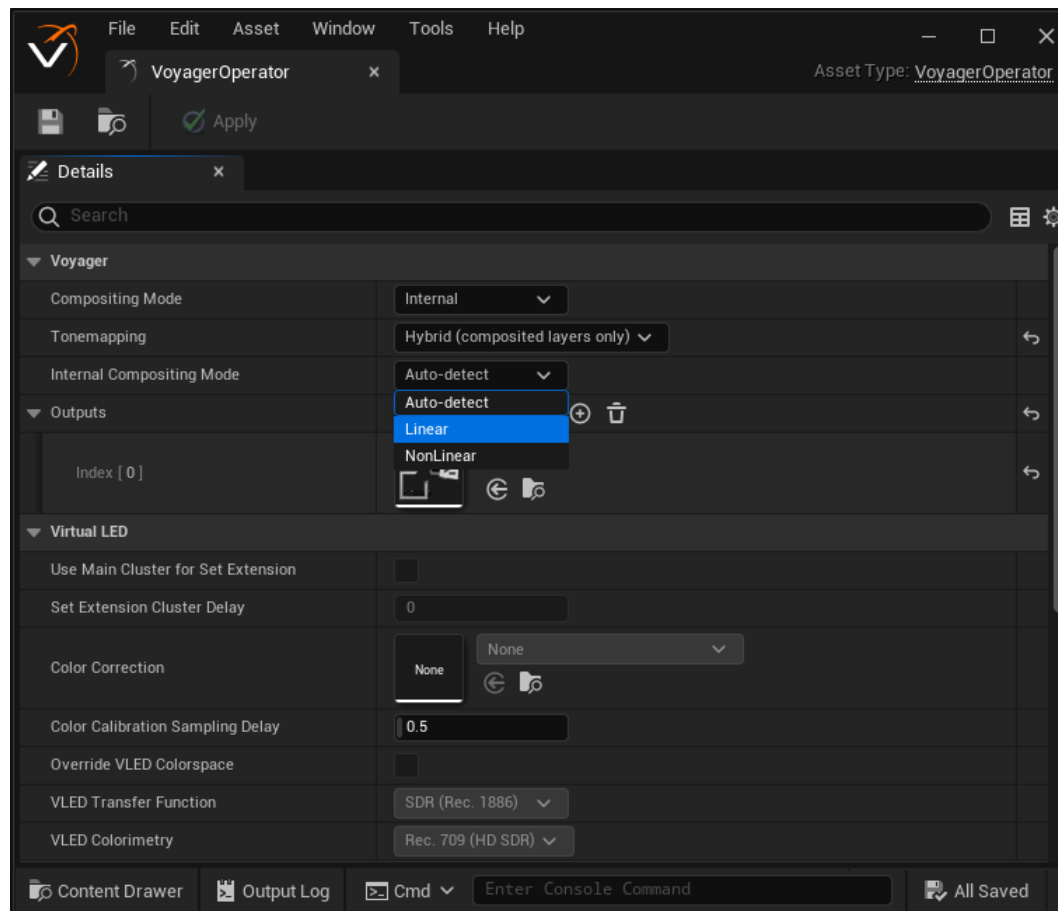 File Edit Asset Window Tools Help
VoyagerOperator
Asset Type: VoyagerOperator
Apply
Details
Search
Voyager
Compositing Mode Internal
Tonemapping Hybrid (composited layers only)
Internal Compositing Mode Auto-detect
Auto-detect
Outputs
Linear
NonLinear
Index [ 0 ]
Virtual LED
Use Main Cluster for Set Extension
Set Extension Cluster Delay 0
Color Correction None None
Color Calibration Sampling Delay 0.5
Override VLED Colorspace
VLED Transfer Function SDR (Rec. 1886)
VLED Colorimetry Rec. 709 (HD SDR)
Content Drawer Output Log Cmd Enter Console Command All Saved